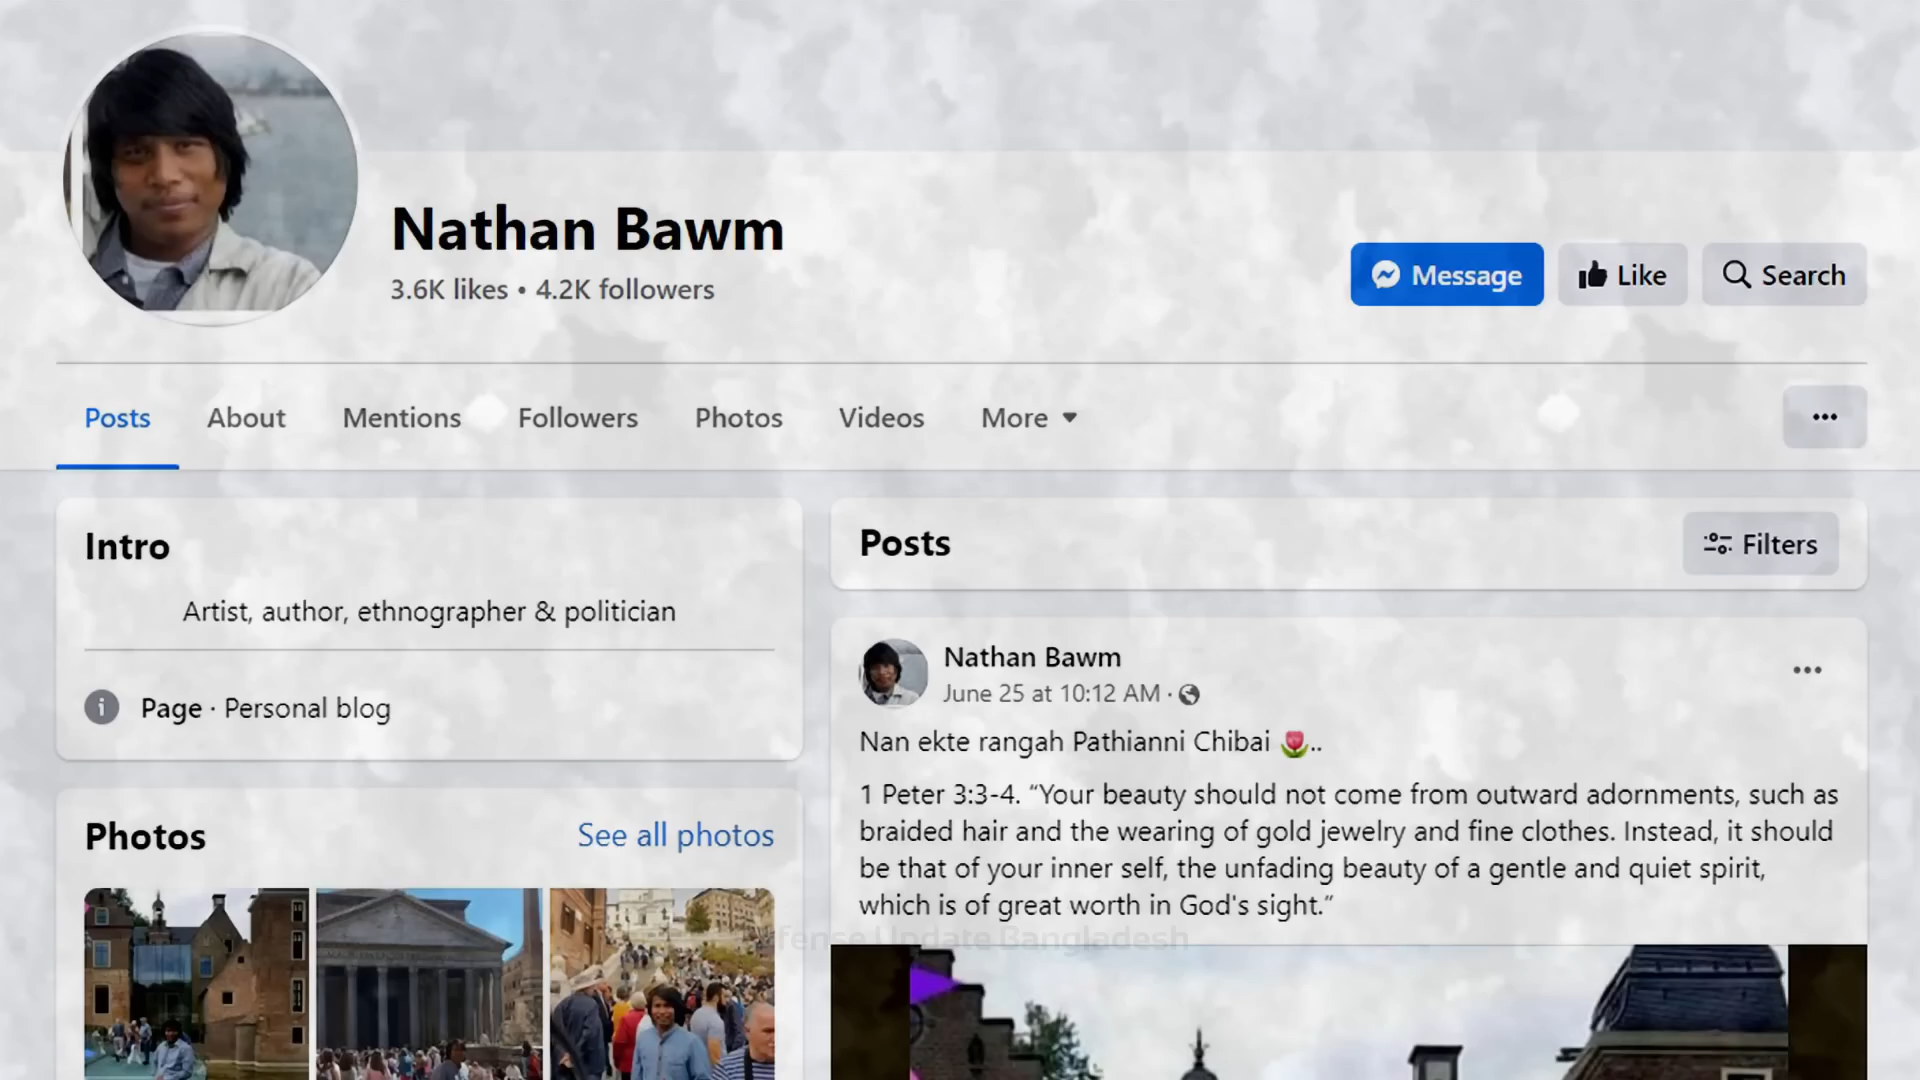 Nathan Bawm
3.6K likes • 4.2K followers
Message
Like
Search
Posts
About
Mentions
Followers
Photos
Videos
More
Intro
Artist, author, ethnographer & politician
Page · Personal blog
Photos
See all photos
Posts
Filters
Nathan Bawm
June 25 at 10:12 AM ·
Nan ekte rangah Pathianni Chibai 🌷..
1 Peter 3:3-4. “Your beauty should not come from outward adornments, such as
braided hair and the wearing of gold jewelry and fine clothes. Instead, it should
be that of your inner self, the unfading beauty of a gentle and quiet spirit,
which is of great worth in God's sight.”
Update Bangladesh